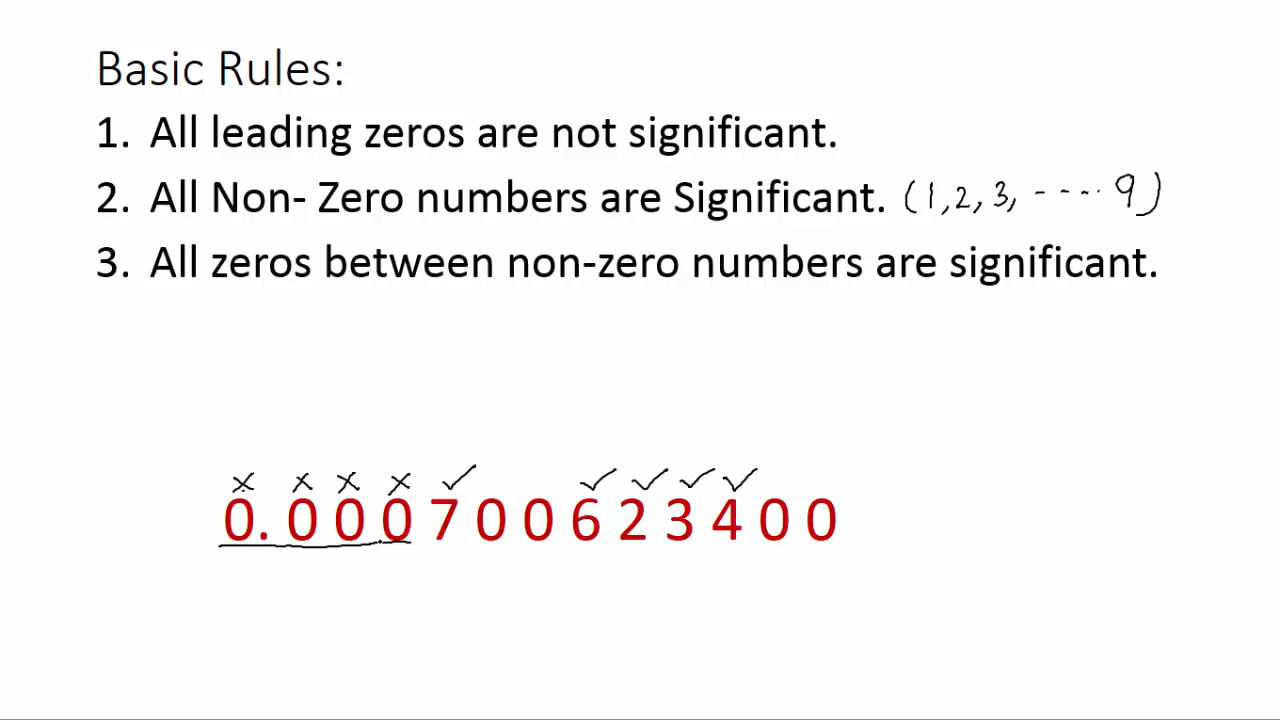 Basic Rules:
1. All leading zeros are not significant.
2. All Non- Zero numbers are Significant. (1,2,3, - - - .. 9)
3. All zeros between non-zero numbers are significant.
x x x x ✓ ✓ ✓ ✓ ✓
0. 0 0 0 7 0 0 6 2 3 4 0 0